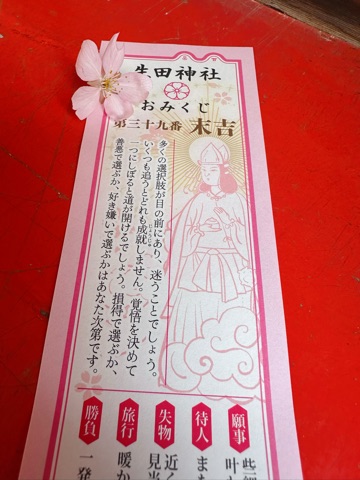 生田神社
おみくじ
第三十九番 末吉
多くの選択肢が目の前にあり、迷うことでしょう。
いくつも追うとどれも成就しません。覚悟を決めて
一つにしぼると道が開けるでしょう。損得で選ぶか、
善悪で選ぶか、好き嫌いで選ぶかはあなた次第です。
願事
叶
待人
ま
失物
近く
見
旅行
暖か
勝負
一発